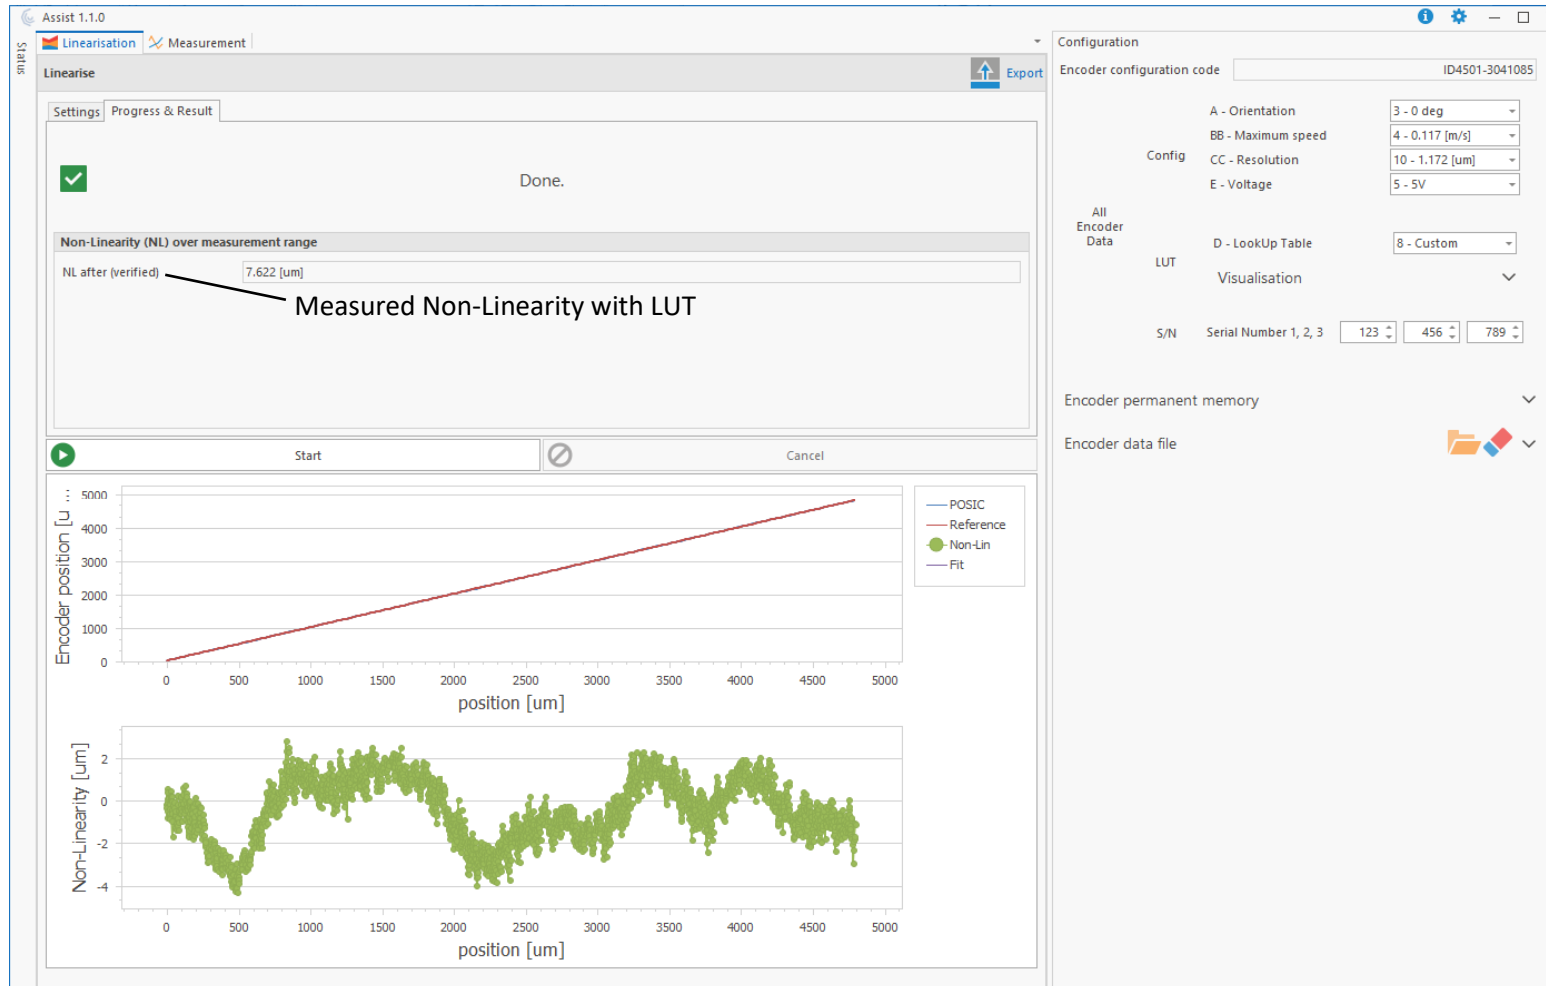 Assist 1.1.0
Status
Linearisation
Measurement
Linearise
Export
Settings
Progress & Result
Done.
Non-Linearity (NL) over measurement range
NL after (verified)
7.622 [um]
Measured Non-Linearity with LUT
Start
Cancel
Encoder position [u ...
5000
4000
3000
2000
1000
0
0 500 1000 1500 2000 2500 3000 3500 4000 4500 5000
position [um]
POSIC
Reference
Non-Lin
Fit
Non-Linearity [um]
2
0
-2
-4
0 500 1000 1500 2000 2500 3000 3500 4000 4500 5000
position [um]
Configuration
Encoder configuration code
ID4501-3041085
All
Encoder
Data
Config
A - Orientation
3 - 0 deg
BB - Maximum speed
4 - 0.117 [m/s]
CC - Resolution
10 - 1.172 [um]
E - Voltage
5 - 5V
LUT
D - LookUp Table
8 - Custom
Visualisation
S/N
Serial Number 1, 2, 3
123
456
789
Encoder permanent memory
Encoder data file